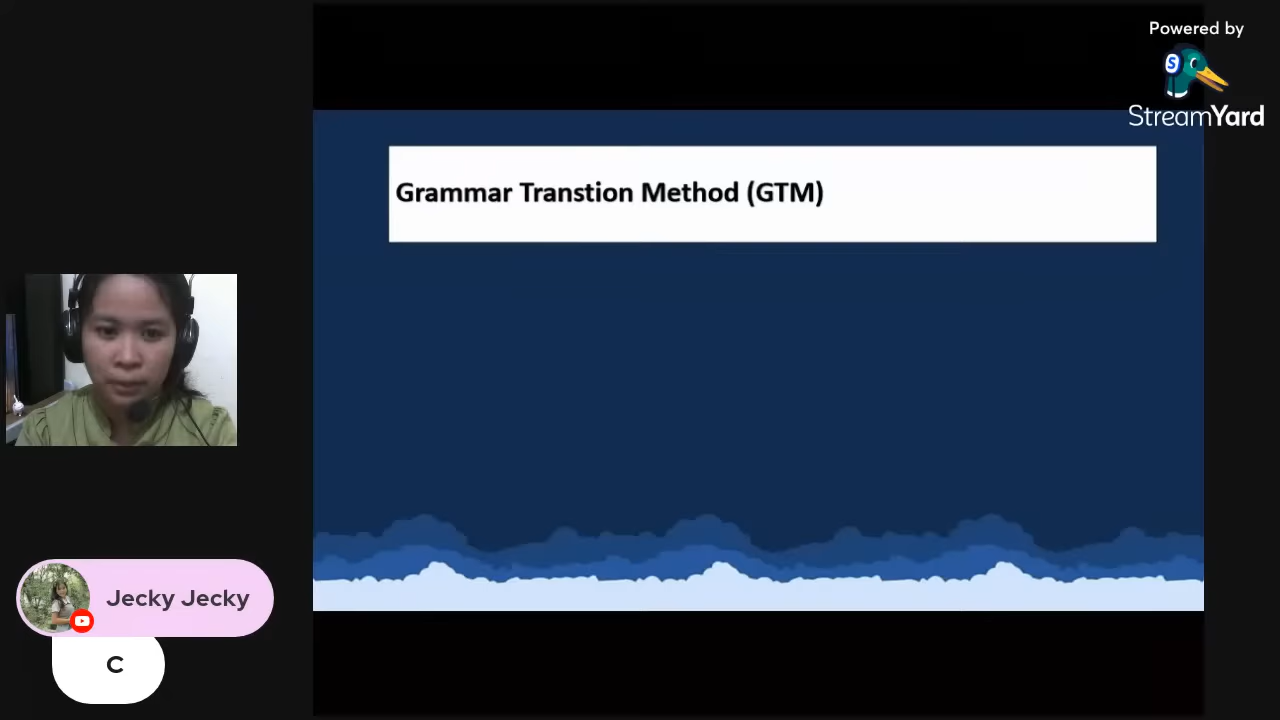 Powered by
S
StreamYard
Grammar Transtion Method (GTM)
Jecky Jecky
C